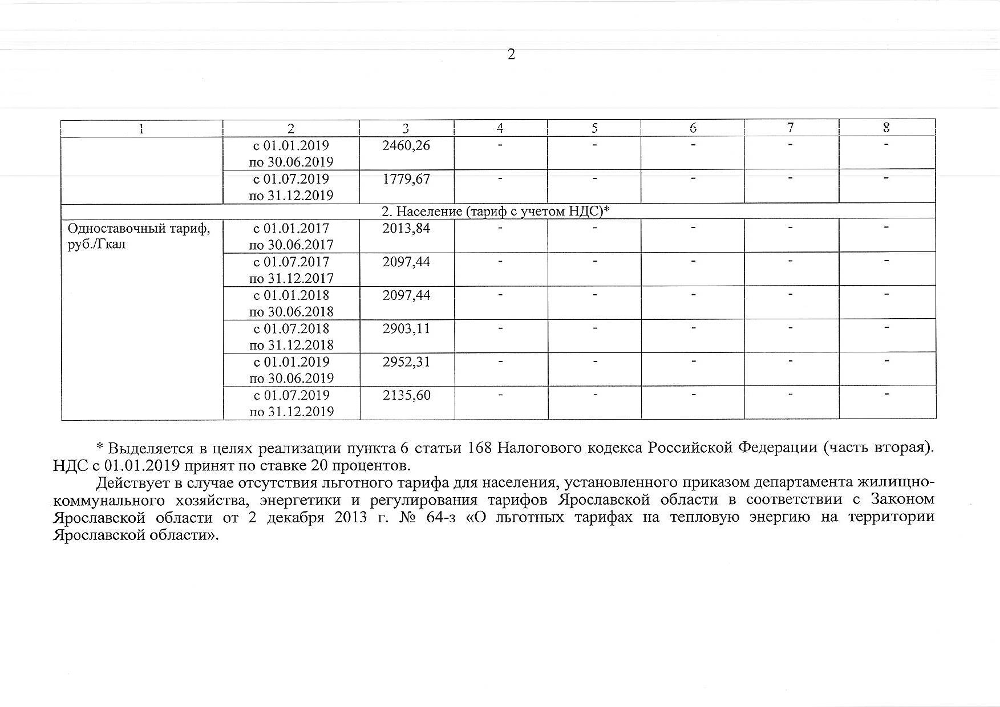 2
1 2 3 4 5 6 7 8
с 01.01.2019 2460,26 - - - - -
по 30.06.2019
с 01.07.2019 1779,67 - - - - -
по 31.12.2019
2. Население (тариф с учетом НДС)*
Одноставочный тариф, с 01.01.2017 2013,84 - - - - -
руб./Гкал по 30.06.2017
с 01.07.2017 2097,44 - - - - -
по 31.12.2017
с 01.01.2018 2097,44 - - - - -
по 30.06.2018
с 01.07.2018 2903,11 - - - - -
по 31.12.2018
с 01.01.2019 2952,31 - - - - -
по 30.06.2019
с 01.07.2019 2135,60 - - - - -
по 31.12.2019
* Выделяется в целях реализации пункта 6 статьи 168 Налогового кодекса Российской Федерации (часть вторая).
НДС с 01.01.2019 принят по ставке 20 процентов.
Действует в случае отсутствия льготного тарифа для населения, установленного приказом департамента жилищно-
коммунального хозяйства, энергетики и регулирования тарифов Ярославской области в соответствии с Законом
Ярославской области от 2 декабря 2013 г. № 64-з «О льготных тарифах на тепловую энергию на территории
Ярославской области».